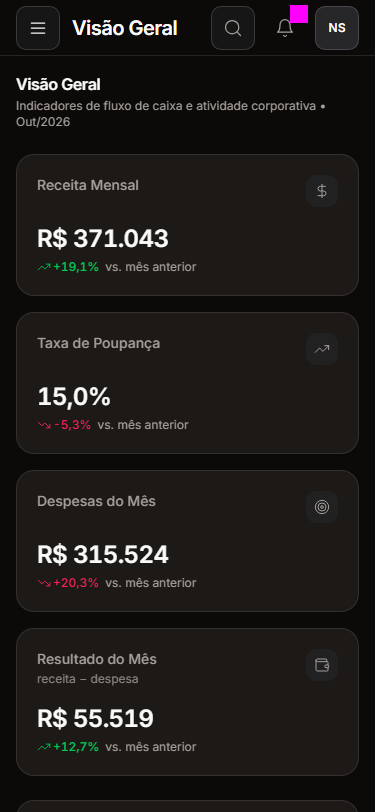 Visão Geral
NS
Visão Geral
Indicadores de fluxo de caixa e atividade corporativa •
Out/2026
Receita Mensal
R$ 371.043
+19,1% vs. mês anterior
Taxa de Poupança
15,0%
-5,3% vs. mês anterior
Despesas do Mês
R$ 315.524
+20,3% vs. mês anterior
Resultado do Mês
receita – despesa
R$ 55.519
+12,7% vs. mês anterior